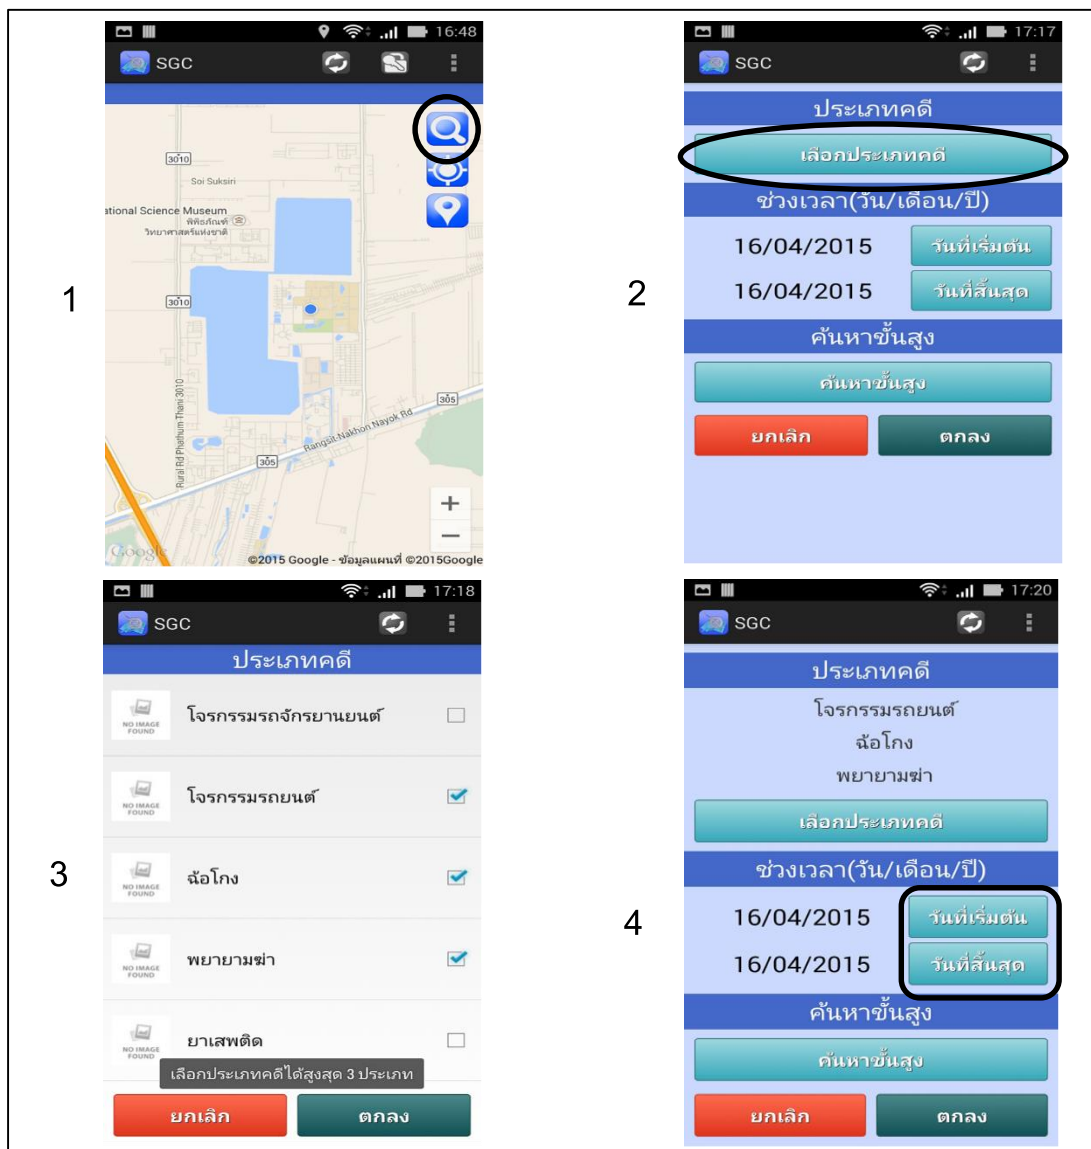 16:48
SGC
3010
Soi Suksiri
ational Science Museum
พิพิธภัณฑ์
วิทยาศาสตร์แห่งชาติ
3010
Rural Rd Phathum Thani 3010
305
Rangsit-Nakhon Nayok Rd
305
+
−
Google
©2015 Google - ข้อมูลแผนที่ ©2015Google
1
17:17
SGC
ประเภทคดี
เลือกประเภทคดี
ช่วงเวลา(วัน/เดือน/ปี)
16/04/2015 วันที่เริ่มต้น
16/04/2015 วันที่สิ้นสุด
ค้นหาขั้นสูง
ค้นหาขั้นสูง
ยกเลิก ตกลง
2
17:18
SGC
ประเภทคดี
NO IMAGE
FOUND
โจรกรรมรถจักรยานยนต์
NO IMAGE
FOUND
โจรกรรมรถยนต์
NO IMAGE
FOUND
ฉ้อโกง
NO IMAGE
FOUND
พยายามฆ่า
NO IMAGE
FOUND
ยาเสพติด
เลือกประเภทคดีได้สูงสุด 3 ประเภท
ยกเลิก ตกลง
3
17:20
SGC
ประเภทคดี
โจรกรรมรถยนต์
ฉ้อโกง
พยายามฆ่า
เลือกประเภทคดี
ช่วงเวลา(วัน/เดือน/ปี)
16/04/2015 วันที่เริ่มต้น
16/04/2015 วันที่สิ้นสุด
ค้นหาขั้นสูง
ค้นหาขั้นสูง
ยกเลิก ตกลง
4